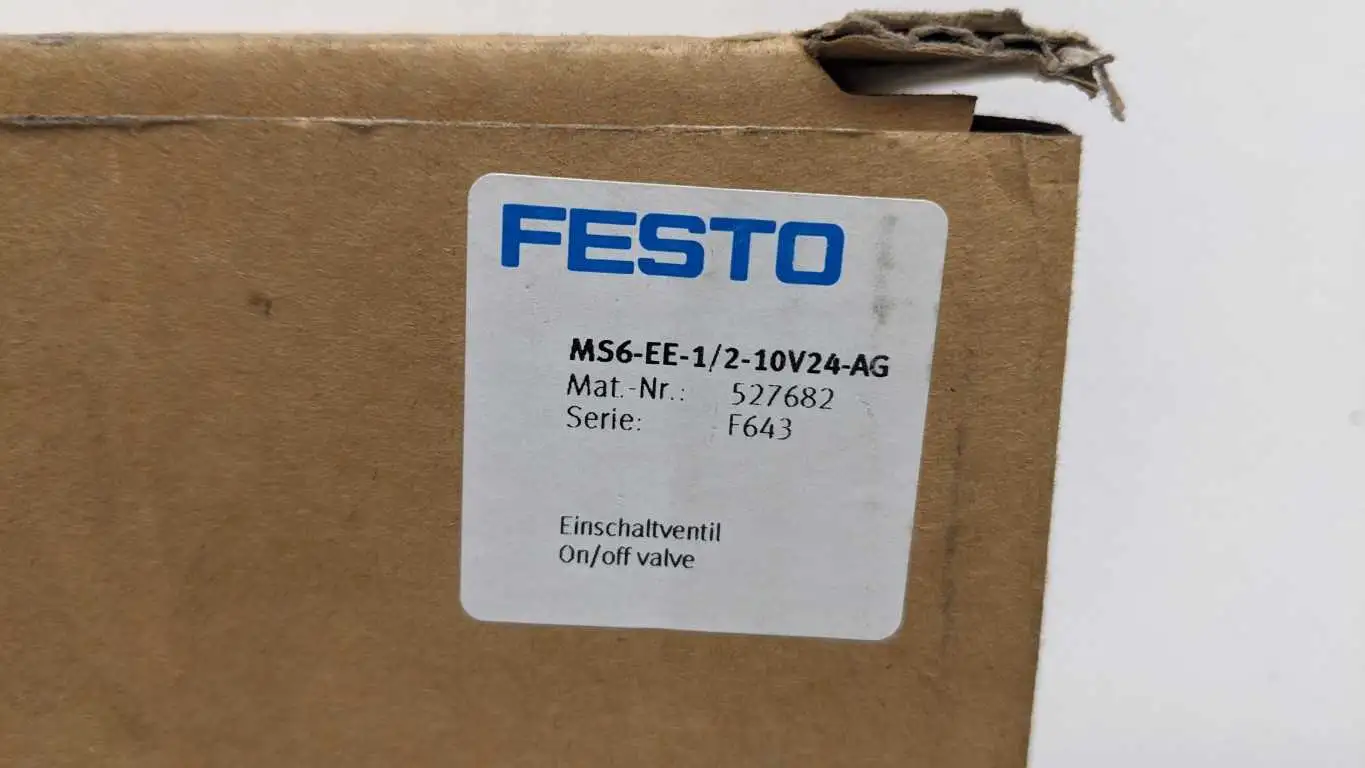 FESTO
MS6-EE-1/2-10V24-AG
Mat.-Nr.: 527682
Serie: F643
Einschaltventil
On/off valve